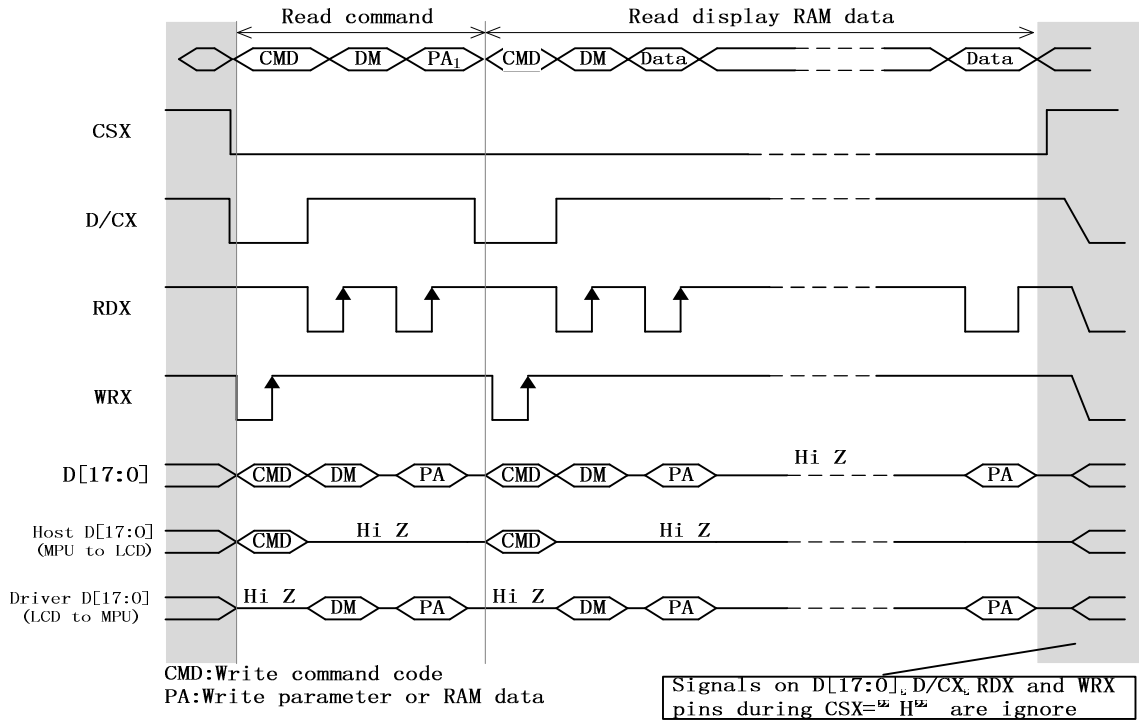 Read command Read display RAM data
CMD DM PA1 CMD DM Data Data
CSX
D/CX
RDX
WRX
Hi Z
D[17:0] CMD DM PA CMD DM PA PA
Host D[17:0]
(MPU to LCD)
CMD Hi Z CMD Hi Z
Driver D[17:0]
(LCD to MPU)
Hi Z DM PA Hi Z DM PA PA
CMD:Write command code
PA:Write parameter or RAM data
Signals on D[17:0], D/CX, RDX and WRX
pins during CSX=" H" are ignore